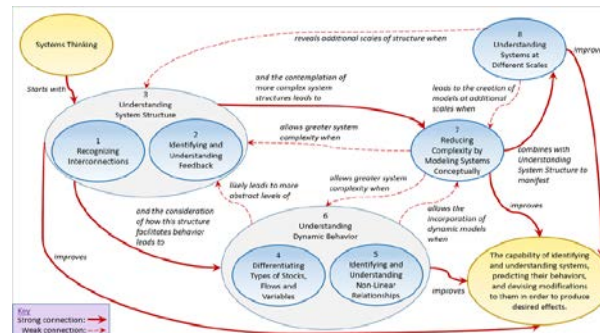 Systems Thinking
Starts with
reveals additional scales of structure when
8
Understanding
Systems at
Different Scales
improves
3
Understanding
System Structure
1
Recognizing
Interconnections
2
Identifying and
Understanding
Feedback
and the contemplation of
more complex system
structures leads to
leads to the creation of
models at additional
scales when
allows greater system
complexity when
7
Reducing
Complexity by
Modeling Systems
Conceptually
combines with
Understanding
System Structure to
manifest
likely leads to more
abstract levels of
allows greater system
complexity when
and the consideration
of how this structure
facilitates behavior
leads to
allows the
incorporation of
dynamic models
when
improves
improves
6
Understanding
Dynamic Behavior
4
Differentiating
Types of Stocks,
Flows and
Variables
5
Identifying and
Understanding
Non-Linear
Relationships
improves
The capability of identifying
and understanding systems,
predicting their behaviors,
and devising modifications
to them in order to produce
desired effects.
Key
Strong connection:
Weak connection: